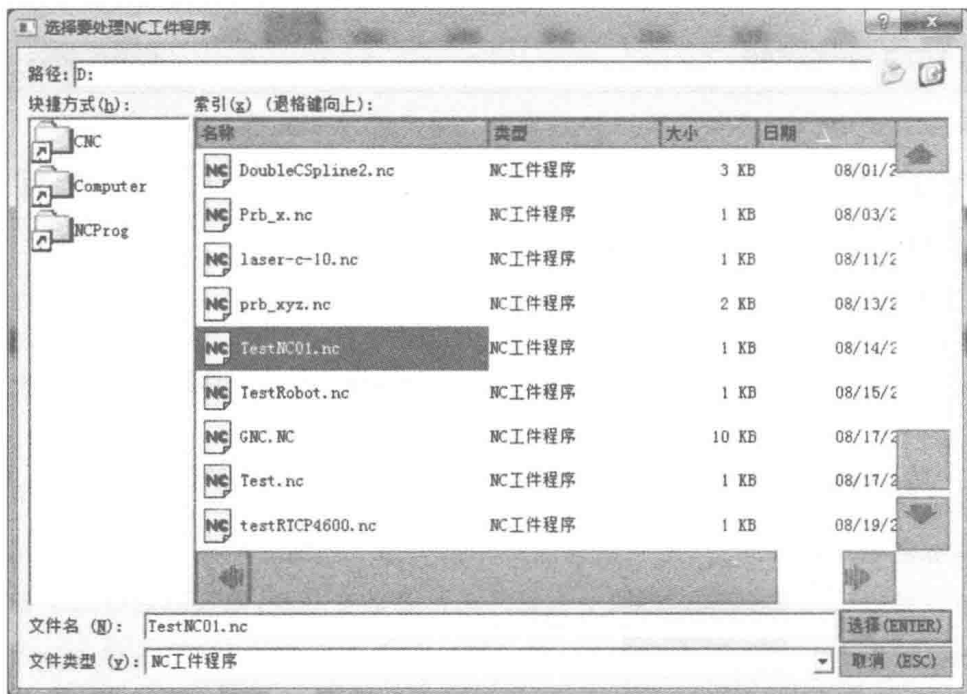 选择要处理NC工件程序
路径: D:
块捷方式(h): 索引(x) (退格键向上):
CNC
Computer
NCProg
名称 类型 大小 日期
NC DoubleCSpline2.nc NC工件程序 3 KB 08/01/2
NC Prb_x.nc NC工件程序 1 KB 08/03/2
NC laser-c-10.nc NC工件程序 1 KB 08/11/2
NC prb_xyz.nc NC工件程序 2 KB 08/13/2
NC TestNC01.nc NC工件程序 1 KB 08/14/2
NC TestRobot.nc NC工件程序 1 KB 08/15/2
NC GNC.NC NC工件程序 10 KB 08/17/2
NC Test.nc NC工件程序 1 KB 08/17/2
NC testRTCP4600.nc NC工件程序 1 KB 08/19/2
文件名 (N): TestNC01.nc 选择(ENTER)
文件类型 (y): NC工件程序 取消 (ESC)